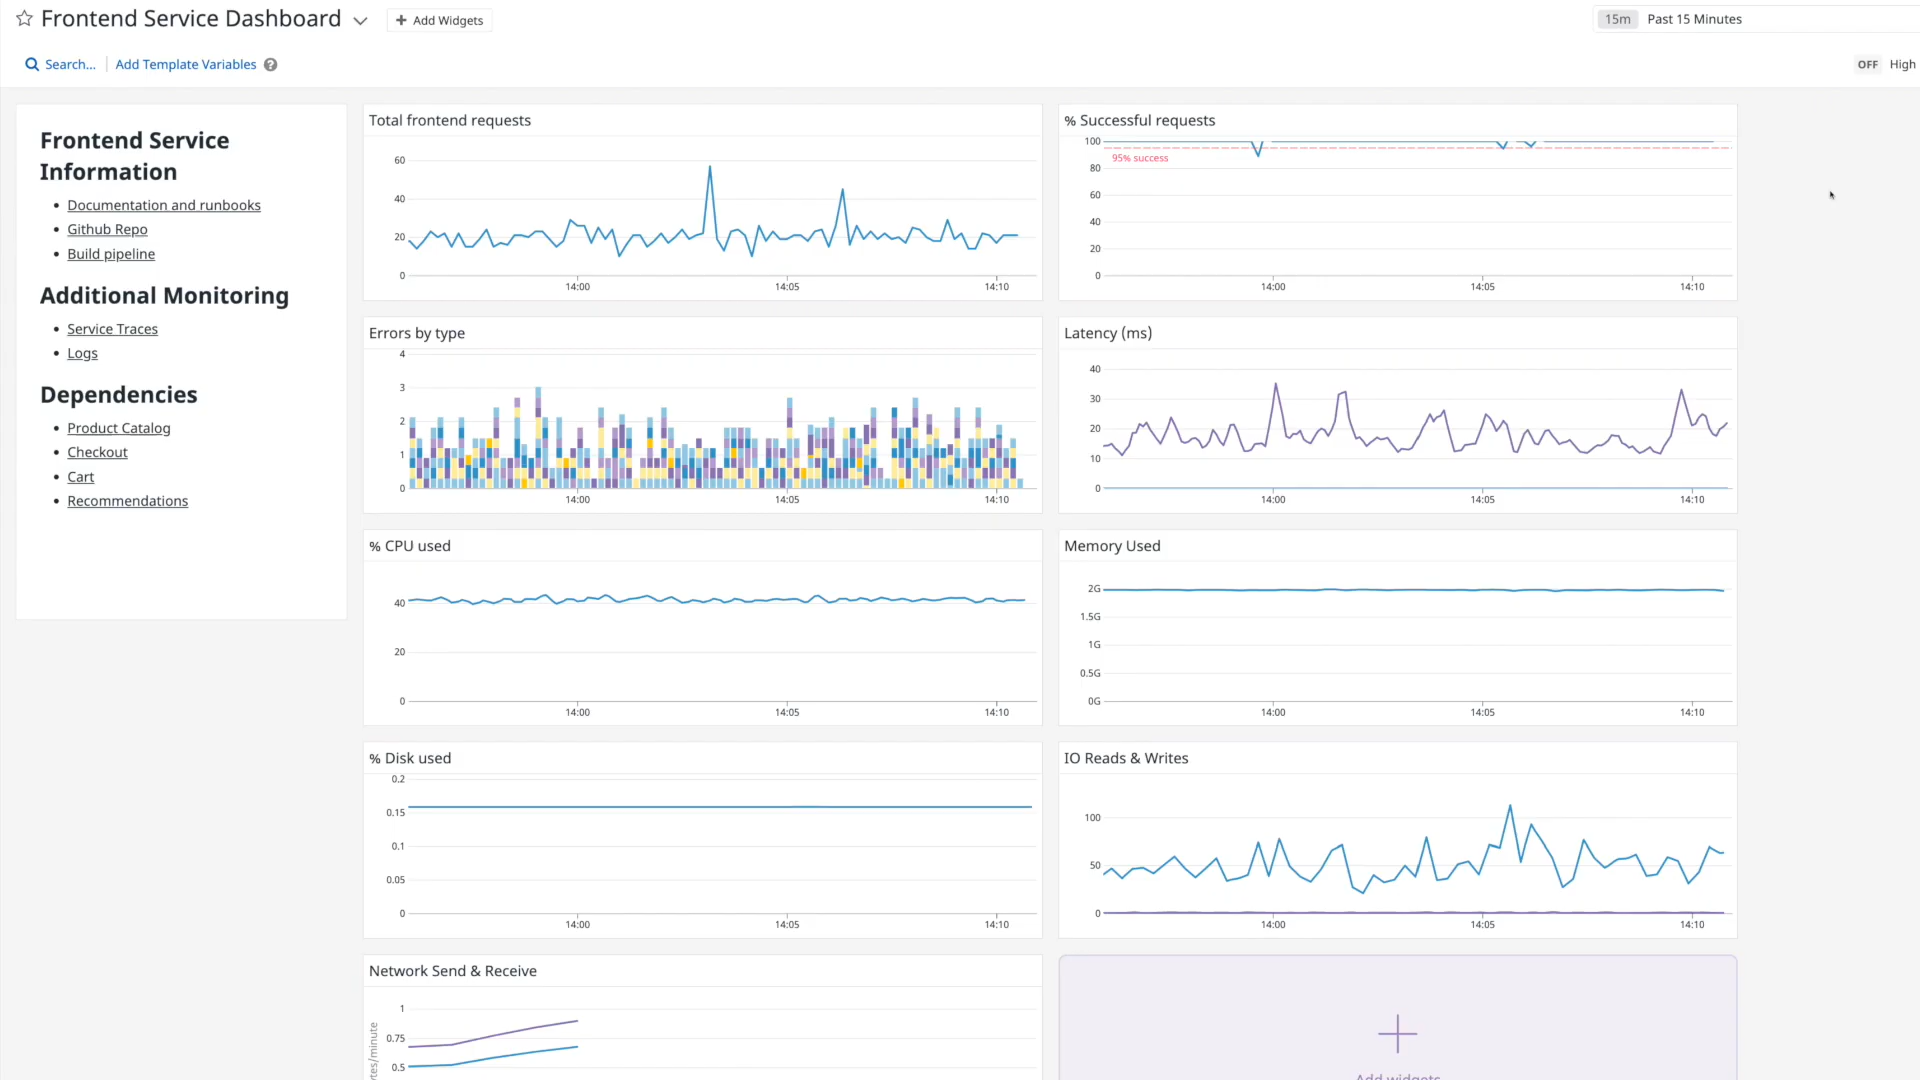 Frontend Service Dashboard
+ Add Widgets
15m Past 15 Minutes
Search...
Add Template Variables
?
OFF High
Frontend Service
Information
Documentation and runbooks
Github Repo
Build pipeline
Additional Monitoring
Service Traces
Logs
Dependencies
Product Catalog
Checkout
Cart
Recommendations
Total frontend requests
60
40
20
0
14:00 14:05 14:10
% Successful requests
100
95% success
80
60
40
20
0
14:00 14:05 14:10
Errors by type
4
3
2
1
0
14:00 14:05 14:10
Latency (ms)
40
30
20
10
0
14:00 14:05 14:10
% CPU used
40
20
0
14:00 14:05 14:10
Memory Used
2G
1.5G
1G
0.5G
0G
14:00 14:05 14:10
% Disk used
0.2
0.15
0.1
0.05
0
14:00 14:05 14:10
IO Reads & Writes
100
50
0
14:00 14:05 14:10
Network Send & Receive
1
0.75
0.5
Add widgets